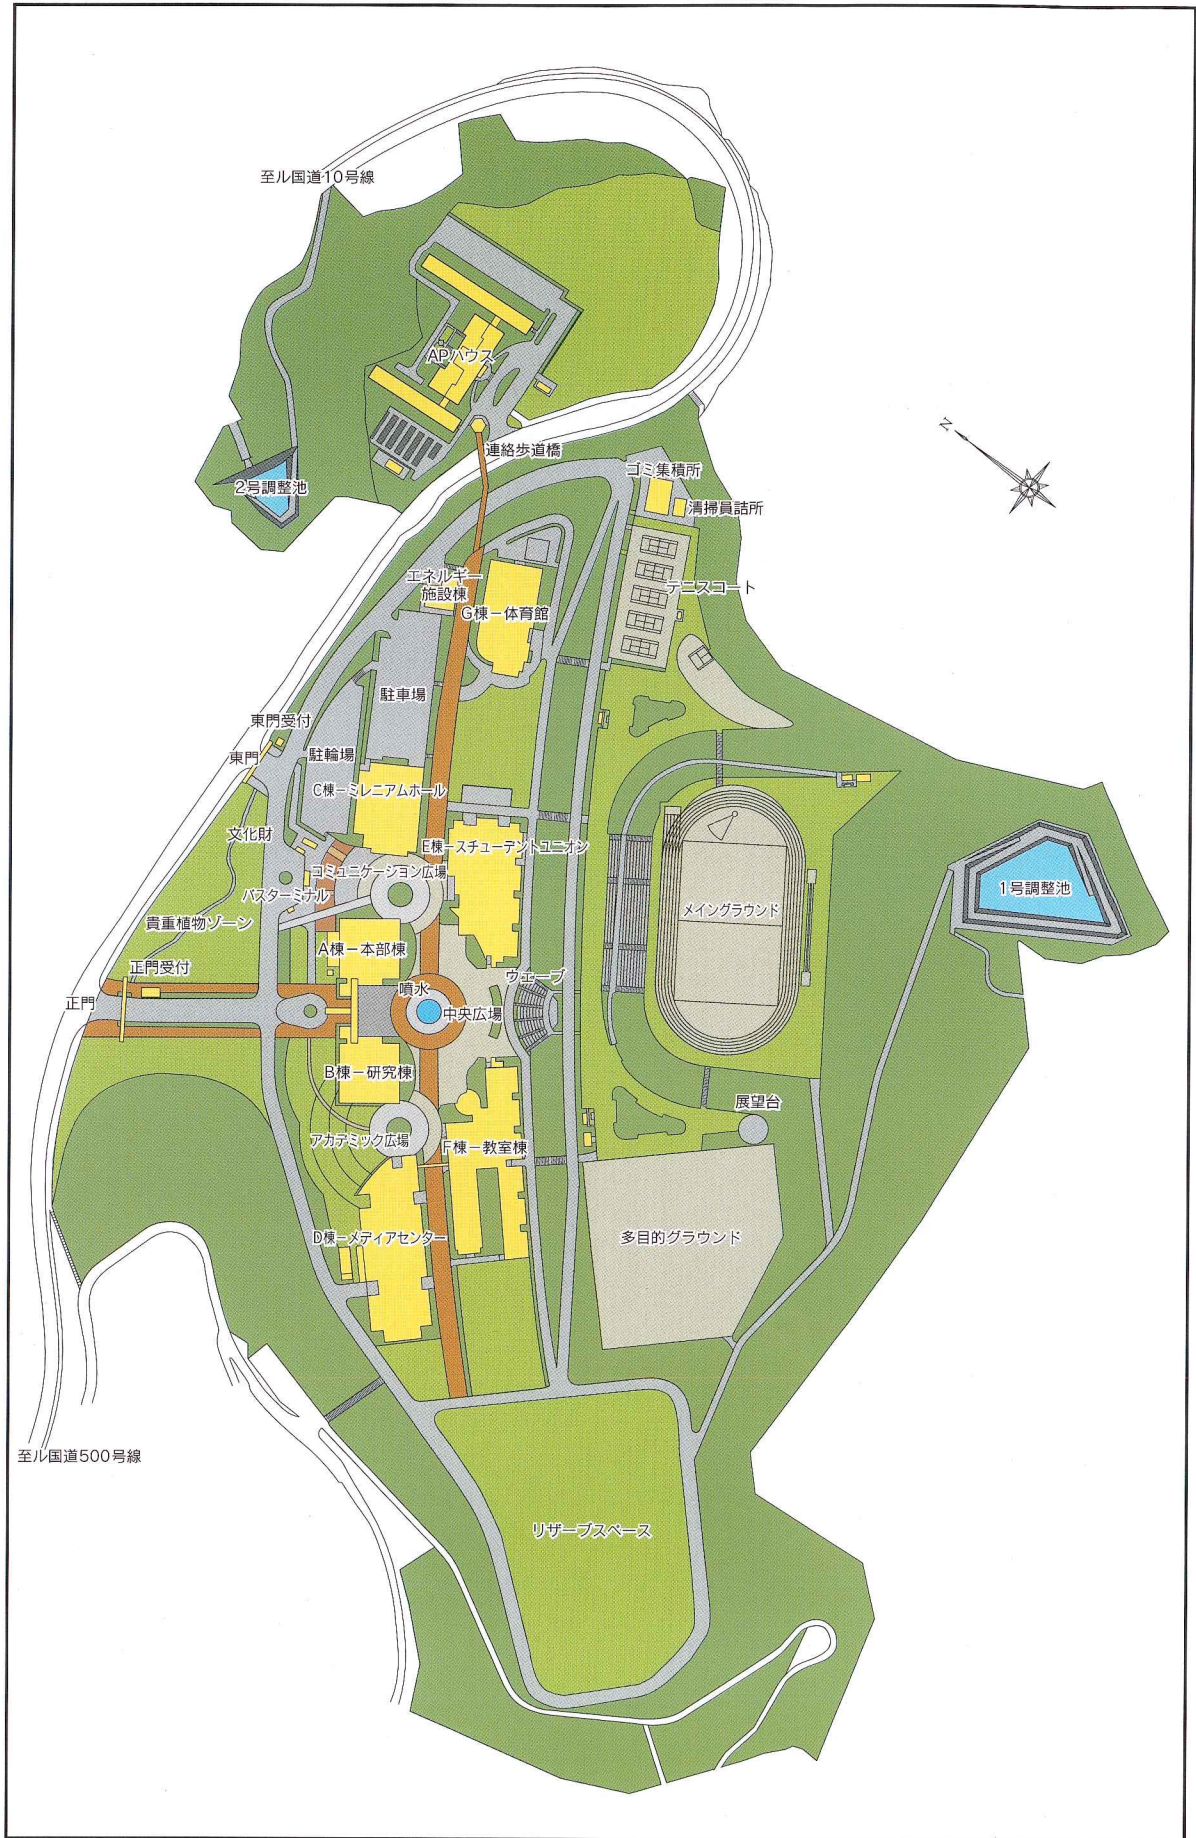 至ル国道10号線
APハウス
連絡歩道橋
N
ゴミ集積所
2号調整池
清掃員詰所
エネルギー
施設棟
テニスコート
G棟－体育館
駐車場
東門受付
駐輪場
東門
C棟－ミレニアムホール
文化財
E棟－スチューデントユニオン
コミュニケーション広場
1号調整池
バスターミナル
メイングラウンド
貴重植物ゾーン
A棟－本部棟
正門受付
ウェーブ
噴水
正門
中央広場
B棟－研究棟
展望台
アカデミック広場
F棟－教室棟
D棟－メディアセンター
多目的グラウンド
至ル国道500号線
リザーブスペース